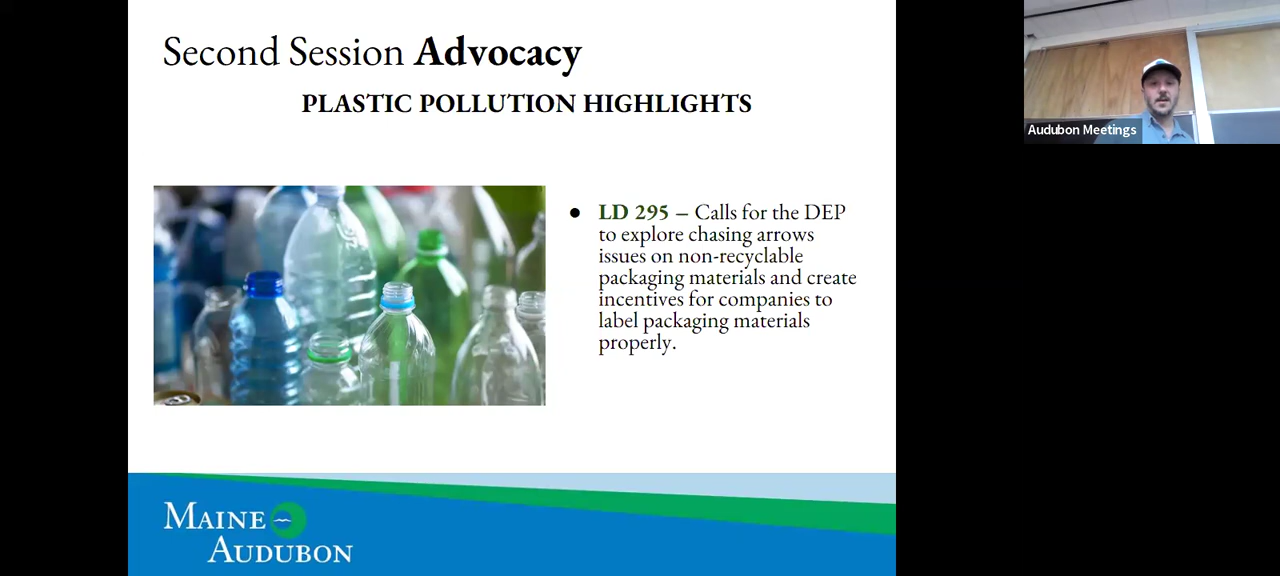 Second Session Advocacy
PLASTIC POLLUTION HIGHLIGHTS
Audubon Meetings
● LD 295 – Calls for the DEP
to explore chasing arrows
issues on non-recyclable
packaging materials and create
incentives for companies to
label packaging materials
properly.
MAINE
AUDUBON